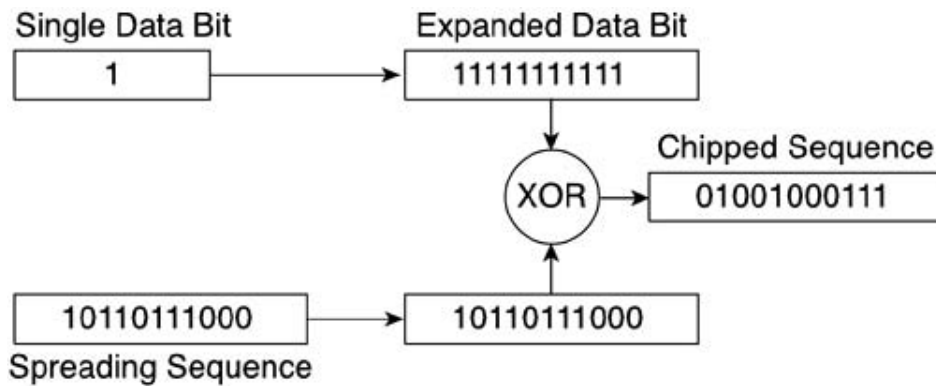 Single Data Bit
Expanded Data Bit
1
11111111111
Chipped Sequence
XOR
01001000111
10110111000
10110111000
Spreading Sequence